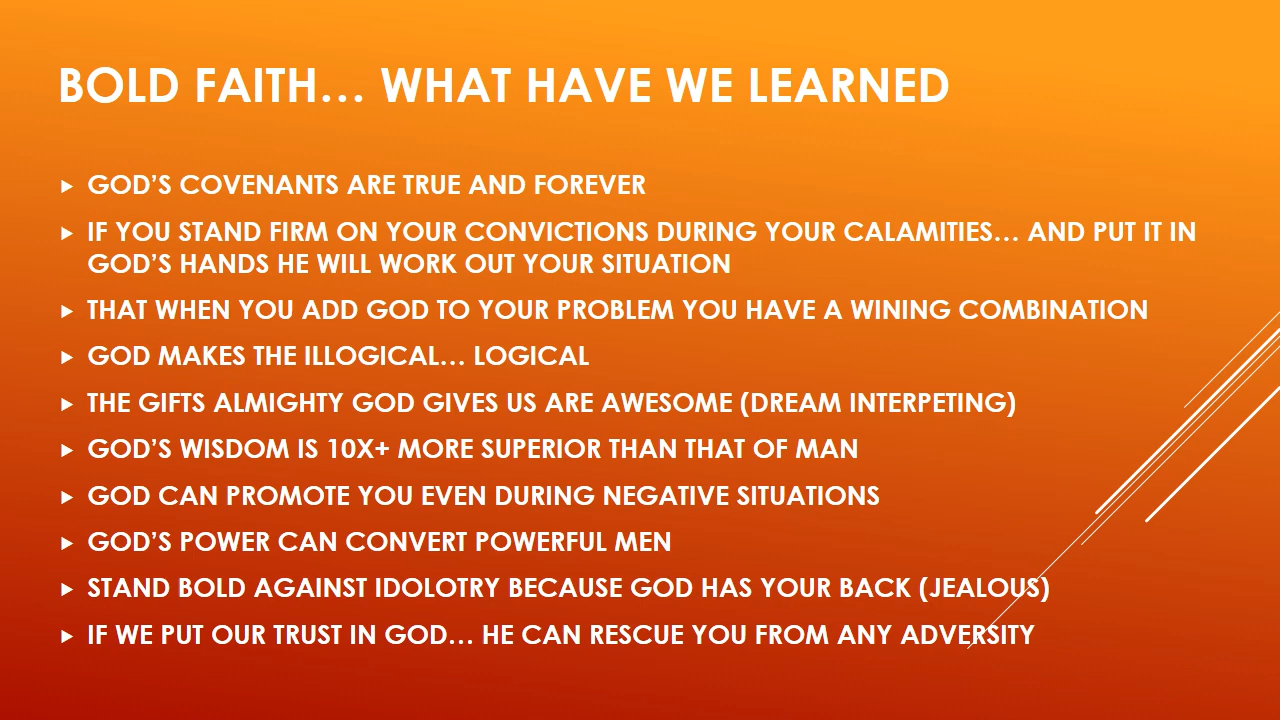 BOLD FAITH... WHAT HAVE WE LEARNED
GOD'S COVENANTS ARE TRUE AND FOREVER
IF YOU STAND FIRM ON YOUR CONVICTIONS DURING YOUR CALAMITIES... AND PUT IT IN
GOD'S HANDS HE WILL WORK OUT YOUR SITUATION
THAT WHEN YOU ADD GOD TO YOUR PROBLEM YOU HAVE A WINING COMBINATION
GOD MAKES THE ILLOGICAL... LOGICAL
THE GIFTS ALMIGHTY GOD GIVES US ARE AWESOME (DREAM INTERPETING)
GOD'S WISDOM IS 10X+ MORE SUPERIOR THAN THAT OF MAN
GOD CAN PROMOTE YOU EVEN DURING NEGATIVE SITUATIONS
GOD'S POWER CAN CONVERT POWERFUL MEN
STAND BOLD AGAINST IDOLOTRY BECAUSE GOD HAS YOUR BACK (JEALOUS)
IF WE PUT OUR TRUST IN GOD... HE CAN RESCUE YOU FROM ANY ADVERSITY